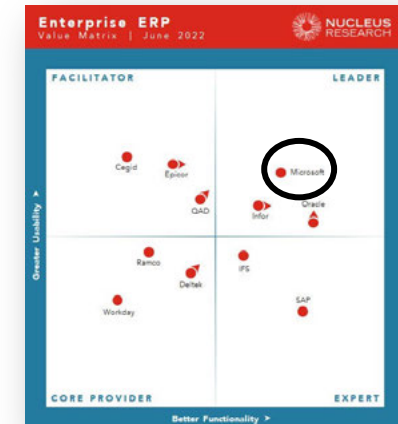 Enterprise ERP
Value Matrix | June 2022
NUCLEUS
RESEARCH
FACILITATOR
LEADER
Cegid
Epicor
Microsoft
QAD
Infor
Oracle
Greater Usability >
Ramco
IFS
Deltek
Workday
SAP
CORE PROVIDER
EXPERT
Better Functionality >